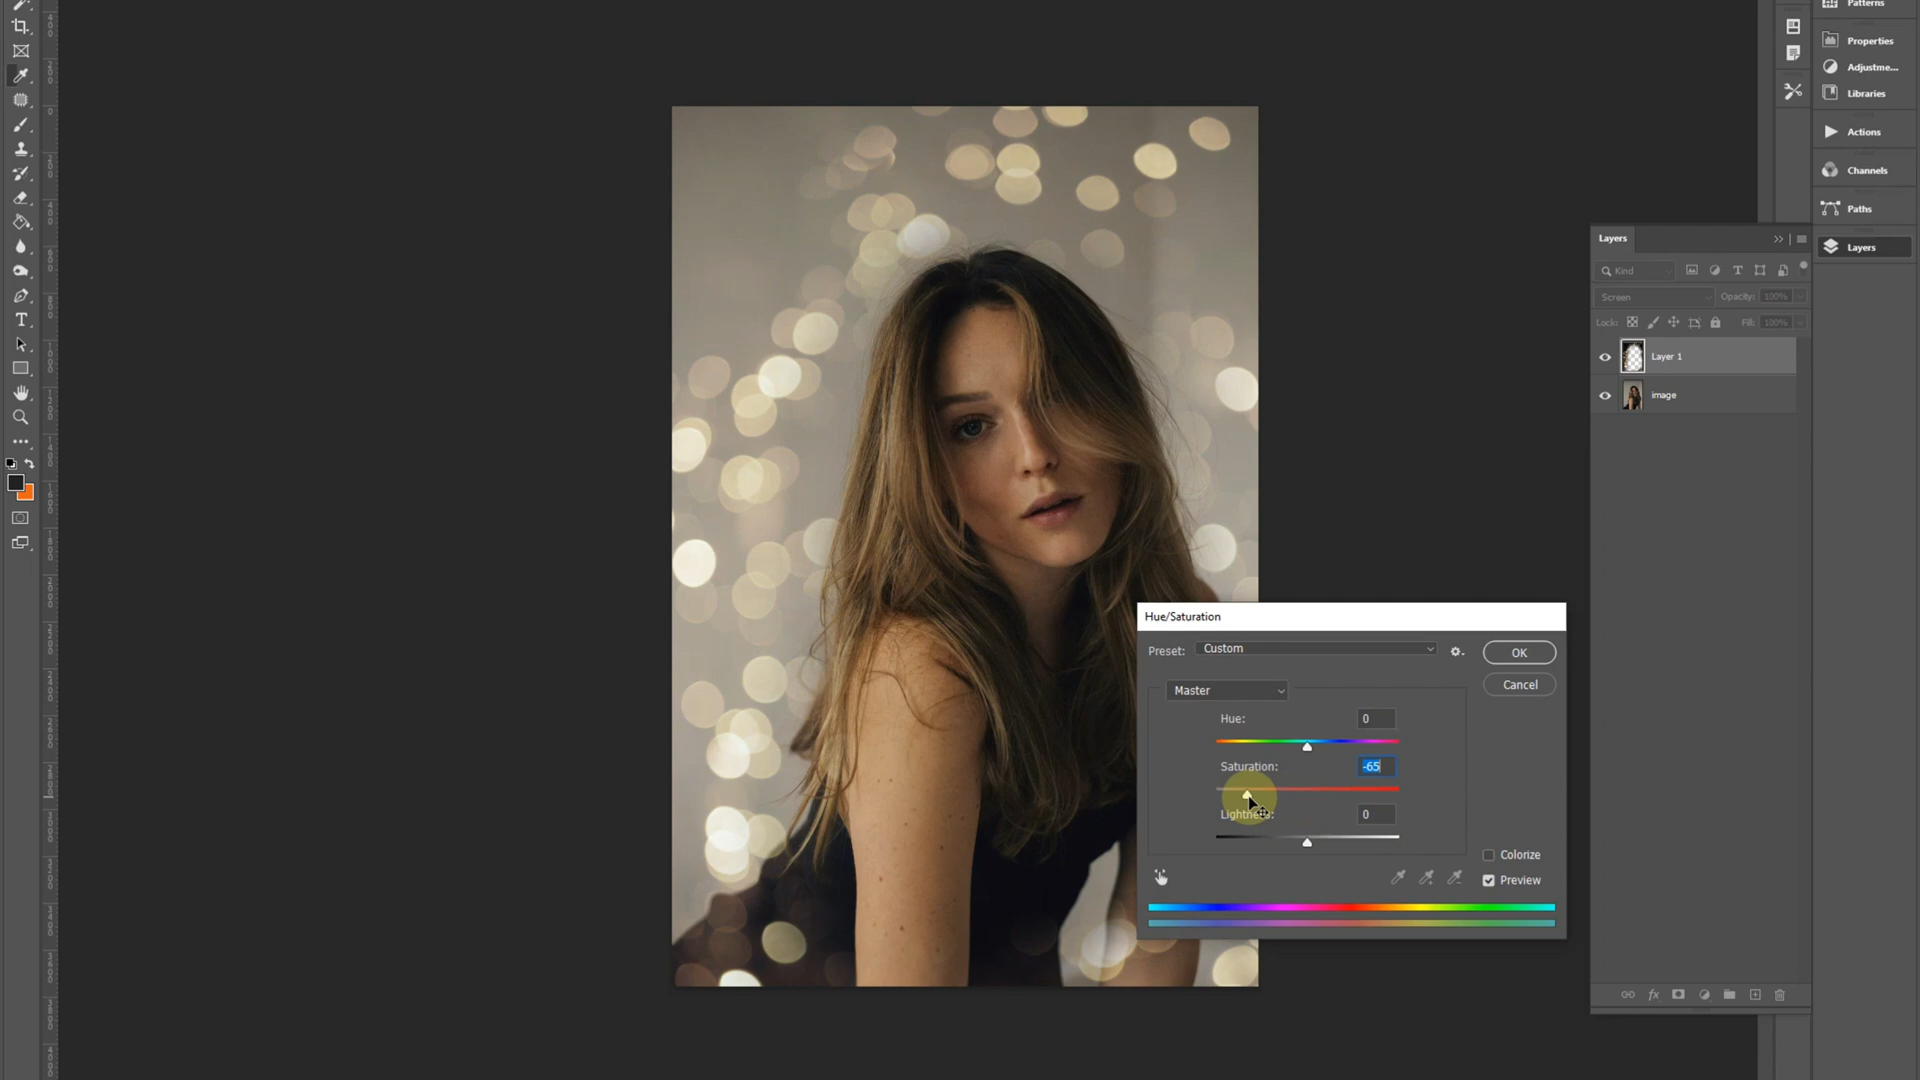 Patterns
Properties
Adjustme...
Libraries
Actions
Channels
Paths
Layers
Layers
Kind
Screen
Opacity: 100%
Lock:
Fill: 100%
Layer 1
image
Hue/Saturation
Preset: Custom
OK
Cancel
Master
Hue: 0
Saturation: -65
Lightness: 0
Colorize
Preview